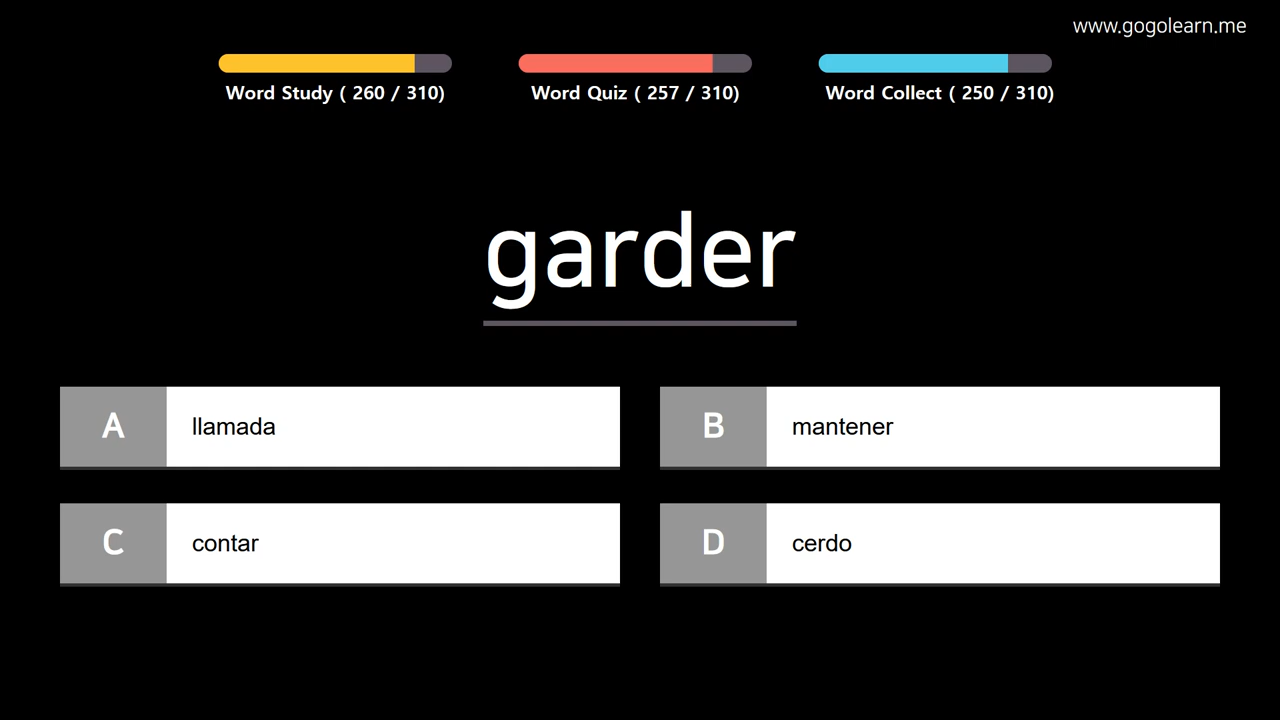 www.gogolearn.me
Word Study ( 260 / 310)
Word Quiz ( 257 / 310)
Word Collect ( 250 / 310)
garder
A llamada
B mantener
C contar
D cerdo